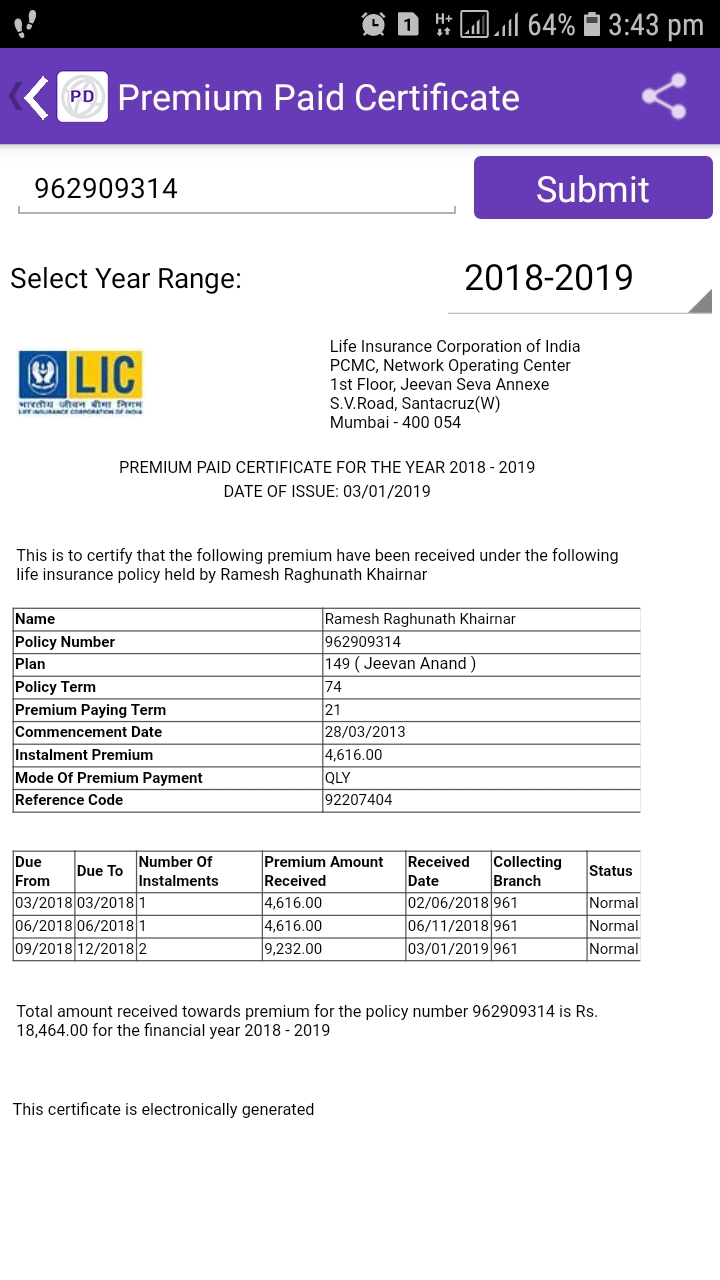 H+ 1 64% 3:43 pm
PD Premium Paid Certificate
962909314 Submit
Select Year Range: 2018-2019
LIC
भारतीय जीवन बीमा निगम
LIFE INSURANCE CORPORATION OF INDIA
Life Insurance Corporation of India
PCMC, Network Operating Center
1st Floor, Jeevan Seva Annexe
S.V.Road, Santacruz(W)
Mumbai - 400 054
PREMIUM PAID CERTIFICATE FOR THE YEAR 2018 - 2019
DATE OF ISSUE: 03/01/2019
This is to certify that the following premium have been received under the following
life insurance policy held by Ramesh Raghunath Khairnar
Name Ramesh Raghunath Khairnar
Policy Number 962909314
Plan 149 ( Jeevan Anand )
Policy Term 74
Premium Paying Term 21
Commencement Date 28/03/2013
Instalment Premium 4,616.00
Mode Of Premium Payment QLY
Reference Code 92207404
Due From Due To Number Of Instalments Premium Amount Received Received Date Collecting Branch Status
03/2018 03/2018 1 4,616.00 02/06/2018 961 Normal
06/2018 06/2018 1 4,616.00 06/11/2018 961 Normal
09/2018 12/2018 2 9,232.00 03/01/2019 961 Normal
Total amount received towards premium for the policy number 962909314 is Rs.
18,464.00 for the financial year 2018 - 2019
This certificate is electronically generated